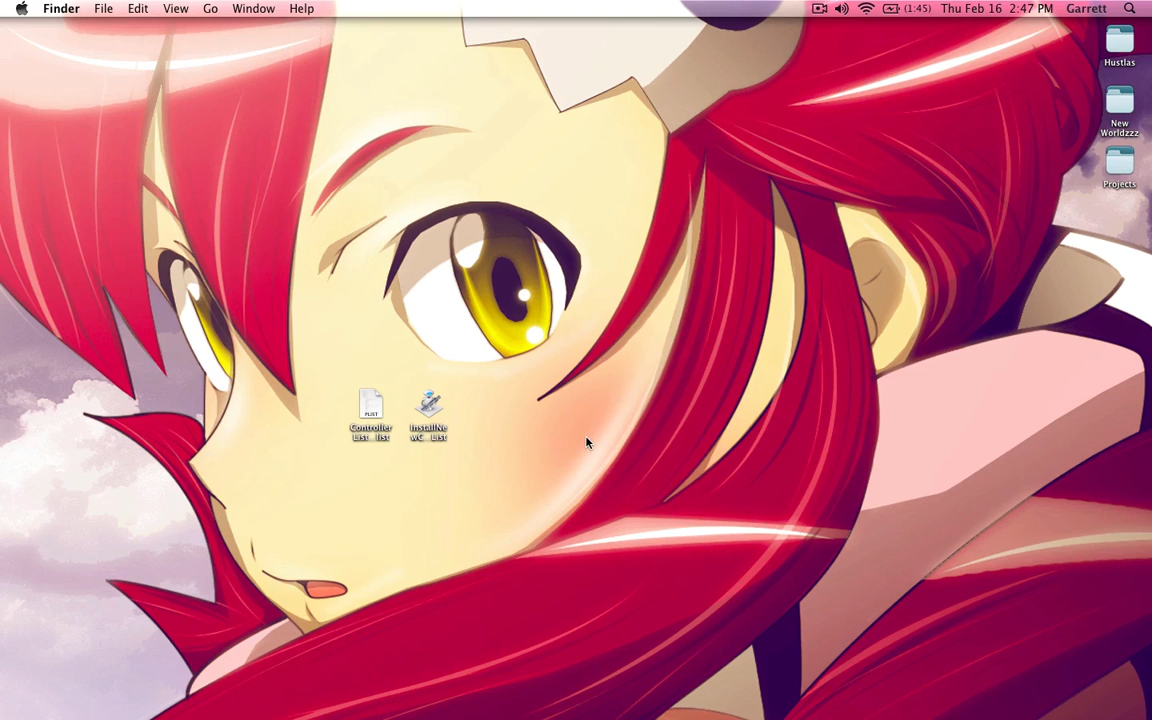 Finder File Edit View Go Window Help (1:45) Thu Feb 16 2:47 PM Garrett
Hustlas
New
Worldzzz
Projects
PLIST
Controller
List...list
InstallNe
wC...List